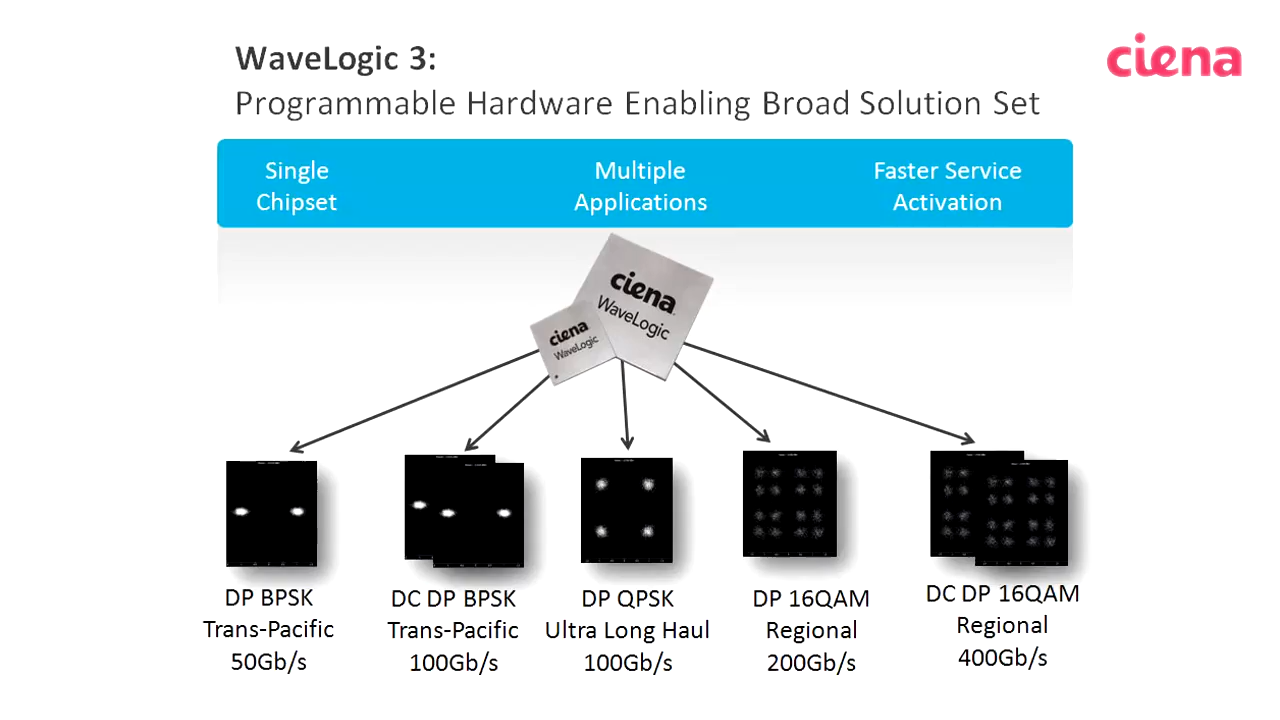 WaveLogic 3:
Programmable Hardware Enabling Broad Solution Set
ciena
Single
Chipset
Multiple
Applications
Faster Service
Activation
ciena
WaveLogic
ciena
WaveLogic
DP BPSK
Trans-Pacific
50Gb/s
DC DP BPSK
Trans-Pacific
100Gb/s
DP QPSK
Ultra Long Haul
100Gb/s
DP 16QAM
Regional
200Gb/s
DC DP 16QAM
Regional
400Gb/s